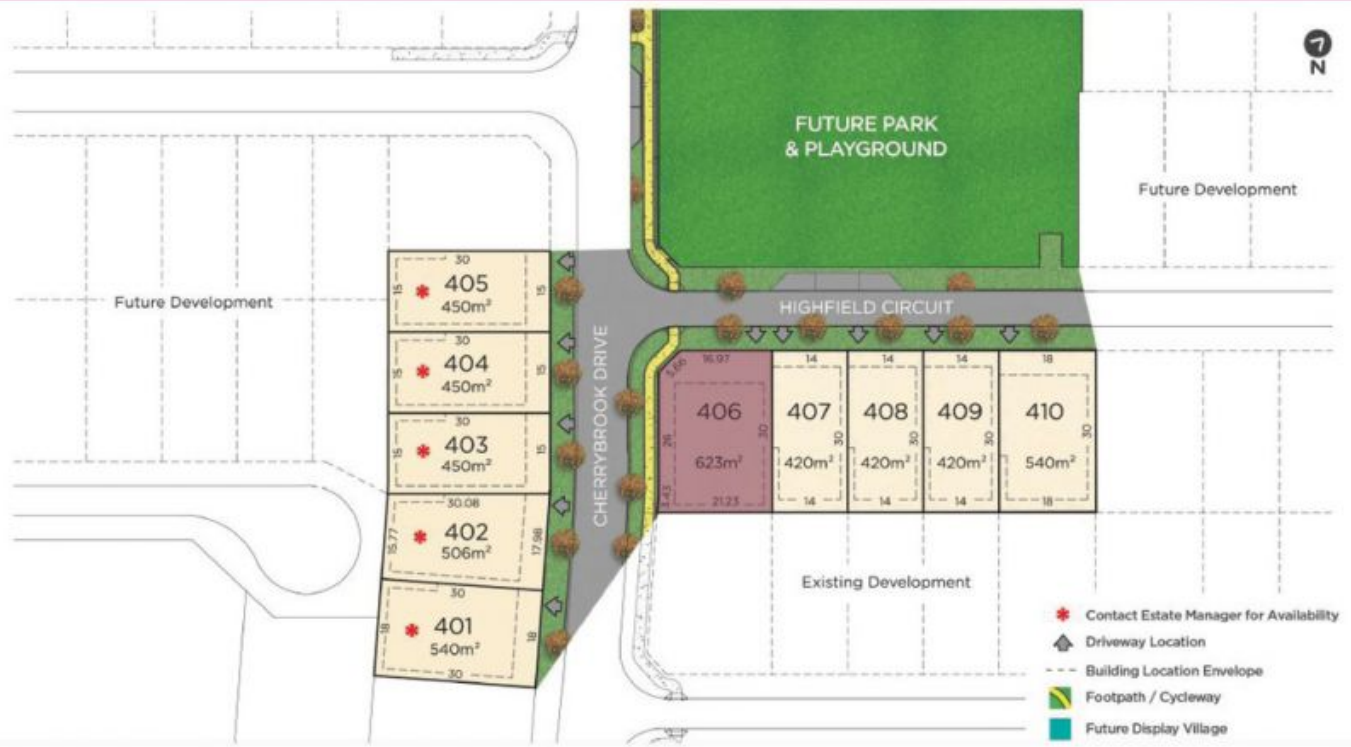 N
FUTURE PARK
& PLAYGROUND
Future Development
Future Development
30
15
405
450m²
15
30
15
404
450m²
15
30
15
403
450m²
15
30.08
15.77
402
506m²
17.98
30
18
401
540m²
18
30
CHERRYBROOK DRIVE
HIGHFIELD CIRCUIT
5.66
16.97
406
26
30
623m²
3.43
21.23
14
407
30
420m²
14
14
408
30
420m²
14
14
409
30
420m²
14
18
410
30
540m²
18
Existing Development
Contact Estate Manager for Availability
Driveway Location
Building Location Envelope
Footpath / Cycleway
Future Display Village